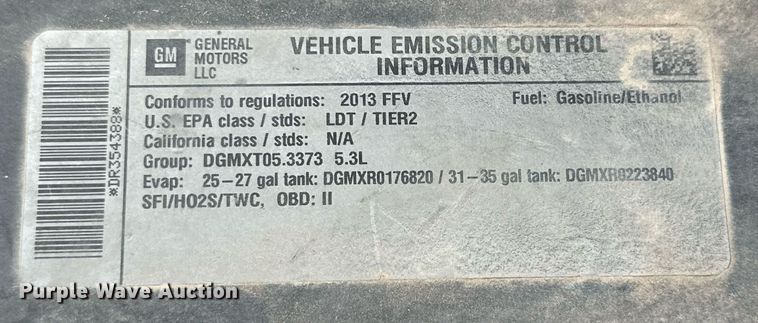 GM
GENERAL
MOTORS
LLC
VEHICLE EMISSION CONTROL
INFORMATION
Conforms to regulations: 2013 FFV Fuel: Gasoline/Ethanol
U.S. EPA class / stds: LDT / TIER2
California class / stds: N/A
Group: DGMXT05.3373 5.3L
Evap: 25-27 gal tank: DGMXR0176820 / 31-35 gal tank: DGMXR0223840
SFI/HO2S/TWC, OBD: II
*DR354388*
Purple Wave Auction